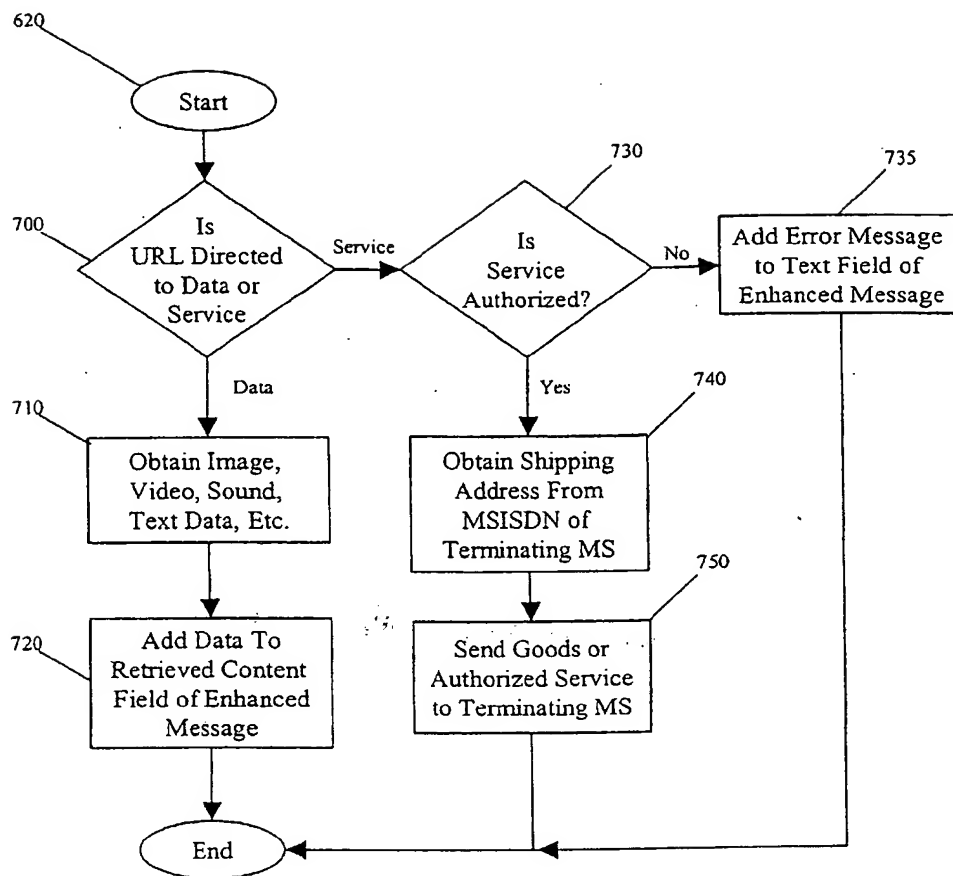 620
Start
700
Is
URL Directed
to Data or
Service
Service
730
Is
Service
Authorized?
No
735
Add Error Message
to Text Field of
Enhanced Message
Data
Yes
710
Obtain Image,
Video, Sound,
Text Data, Etc.
740
Obtain Shipping
Address From
MSISDN of
Terminating MS
720
Add Data To
Retrieved Content
Field of Enhanced
Message
750
Send Goods or
Authorized Service
to Terminating MS
End